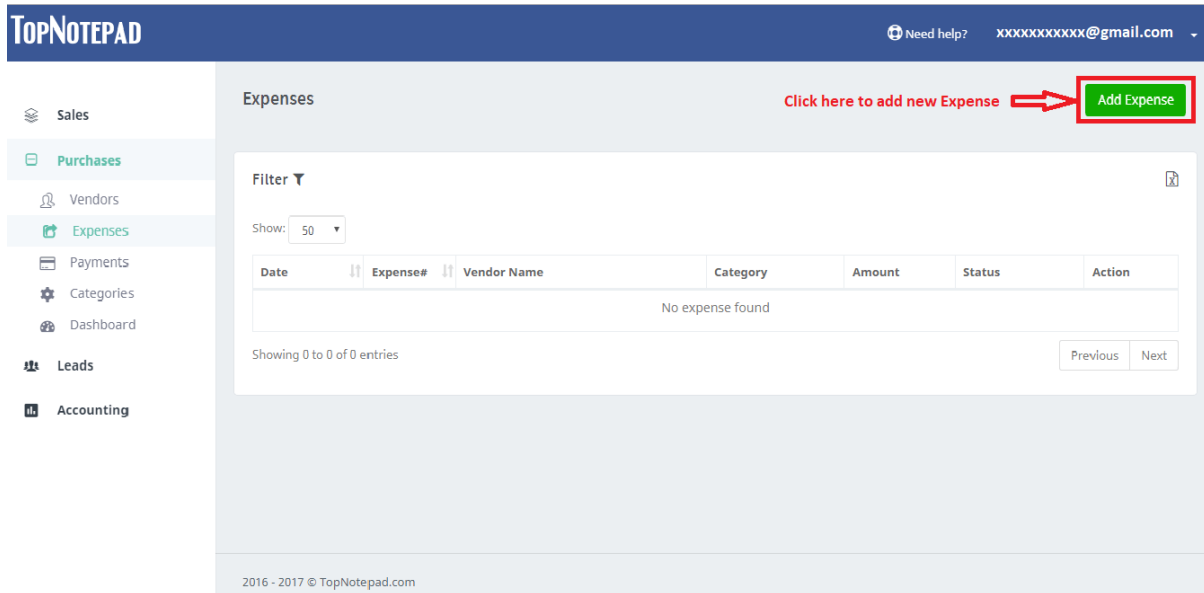 TopNotepad
Need help? xxxxxxxxxxx@gmail.com
Sales
Purchases
Vendors
Expenses
Payments
Categories
Dashboard
Leads
Accounting
Expenses
Click here to add new Expense
Add Expense
Filter
Show: 50
Date Expense# Vendor Name Category Amount Status Action
No expense found
Showing 0 to 0 of 0 entries
Previous Next
2016 - 2017 © TopNotepad.com